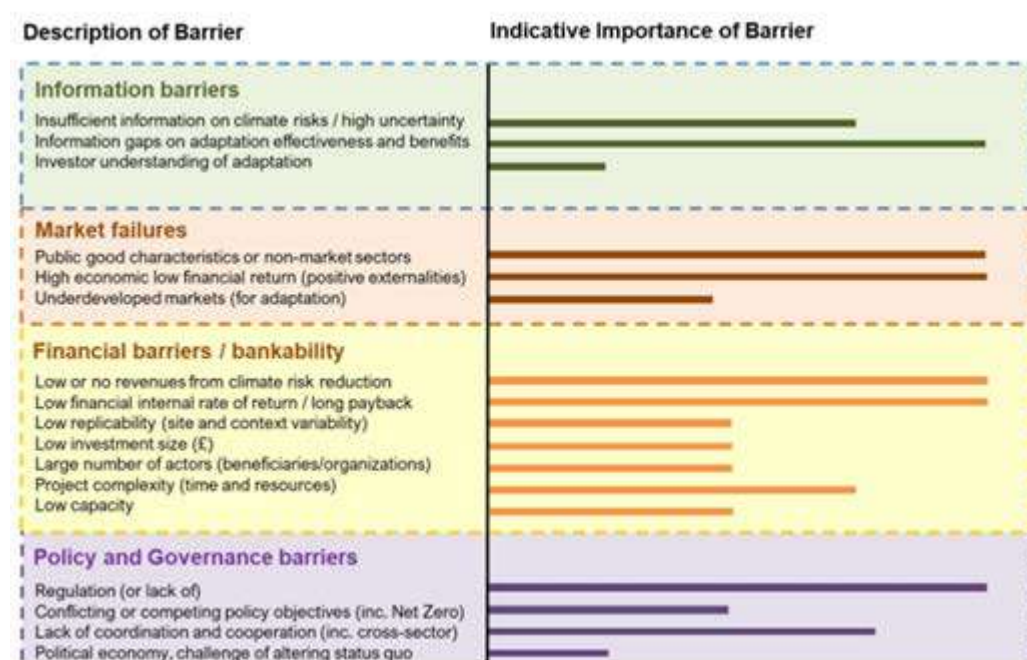 Description of Barrier
Indicative Importance of Barrier
Information barriers
Insufficient information on climate risks / high uncertainty
Information gaps on adaptation effectiveness and benefits
Investor understanding of adaptation
Market failures
Public good characteristics or non-market sectors
High economic low financial return (positive externalities)
Underdeveloped markets (for adaptation)
Financial barriers / bankability
Low or no revenues from climate risk reduction
Low financial internal rate of return / long payback
Low replicability (site and context variability)
Low investment size (£)
Large number of actors (beneficiaries/organizations)
Project complexity (time and resources)
Low capacity
Policy and Governance barriers
Regulation (or lack of)
Conflicting or competing policy objectives (inc. Net Zero)
Lack of coordination and cooperation (inc. cross-sector)
Political economy, challenge of altering status quo